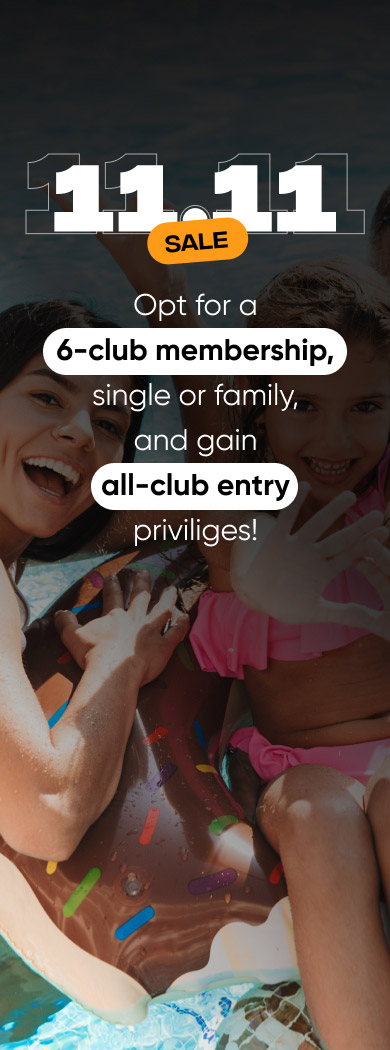 11.11
SALE
Opt for a
6-club membership,
single or family,
and gain
all-club entry
priviliges!